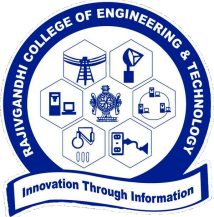 RAJIVGANDHI COLLEGE OF ENGINEERING & TECHNOLOGY
Innovation Through Information